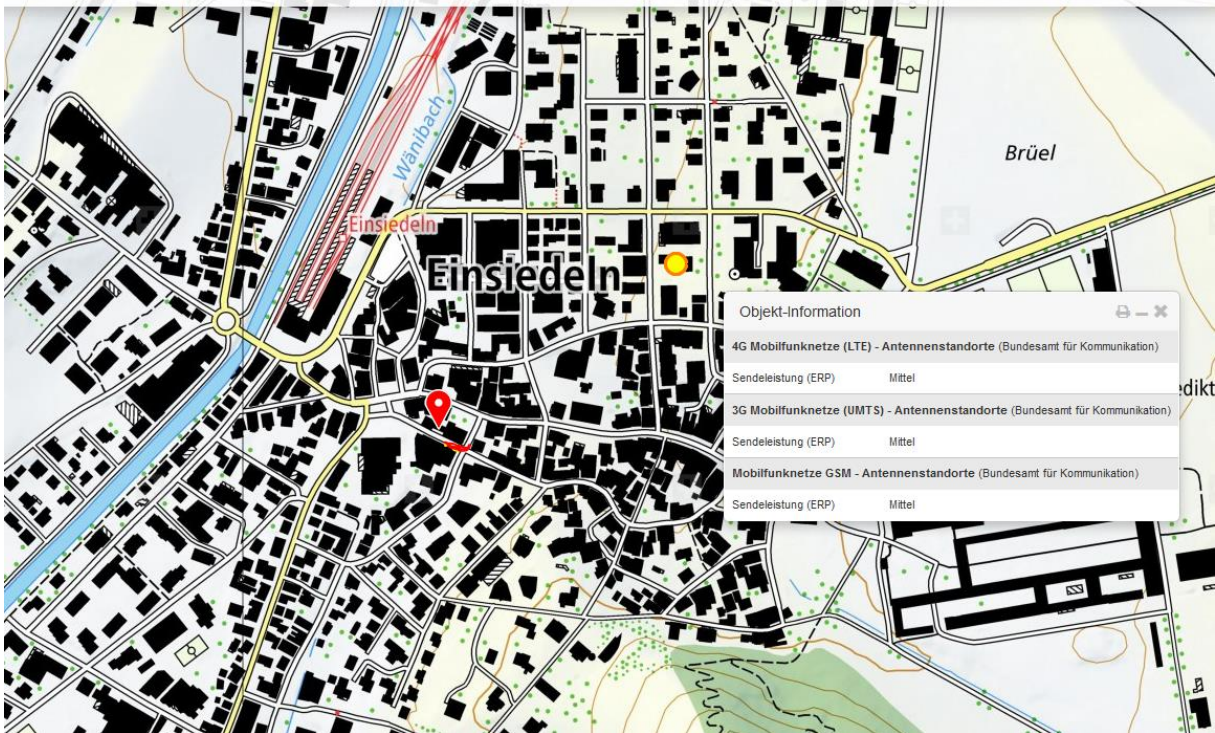 Brüel
Wänibach
Einsiedeln
Einsiedeln
Objekt-Information
4G Mobilfunknetze (LTE) - Antennenstandorte (Bundesamt für Kommunikation)
Sendeleistung (ERP) Mittel
3G Mobilfunknetze (UMTS) - Antennenstandorte (Bundesamt für Kommunikation)
Sendeleistung (ERP) Mittel
Mobilfunknetze GSM - Antennenstandorte (Bundesamt für Kommunikation)
Sendeleistung (ERP) Mittel